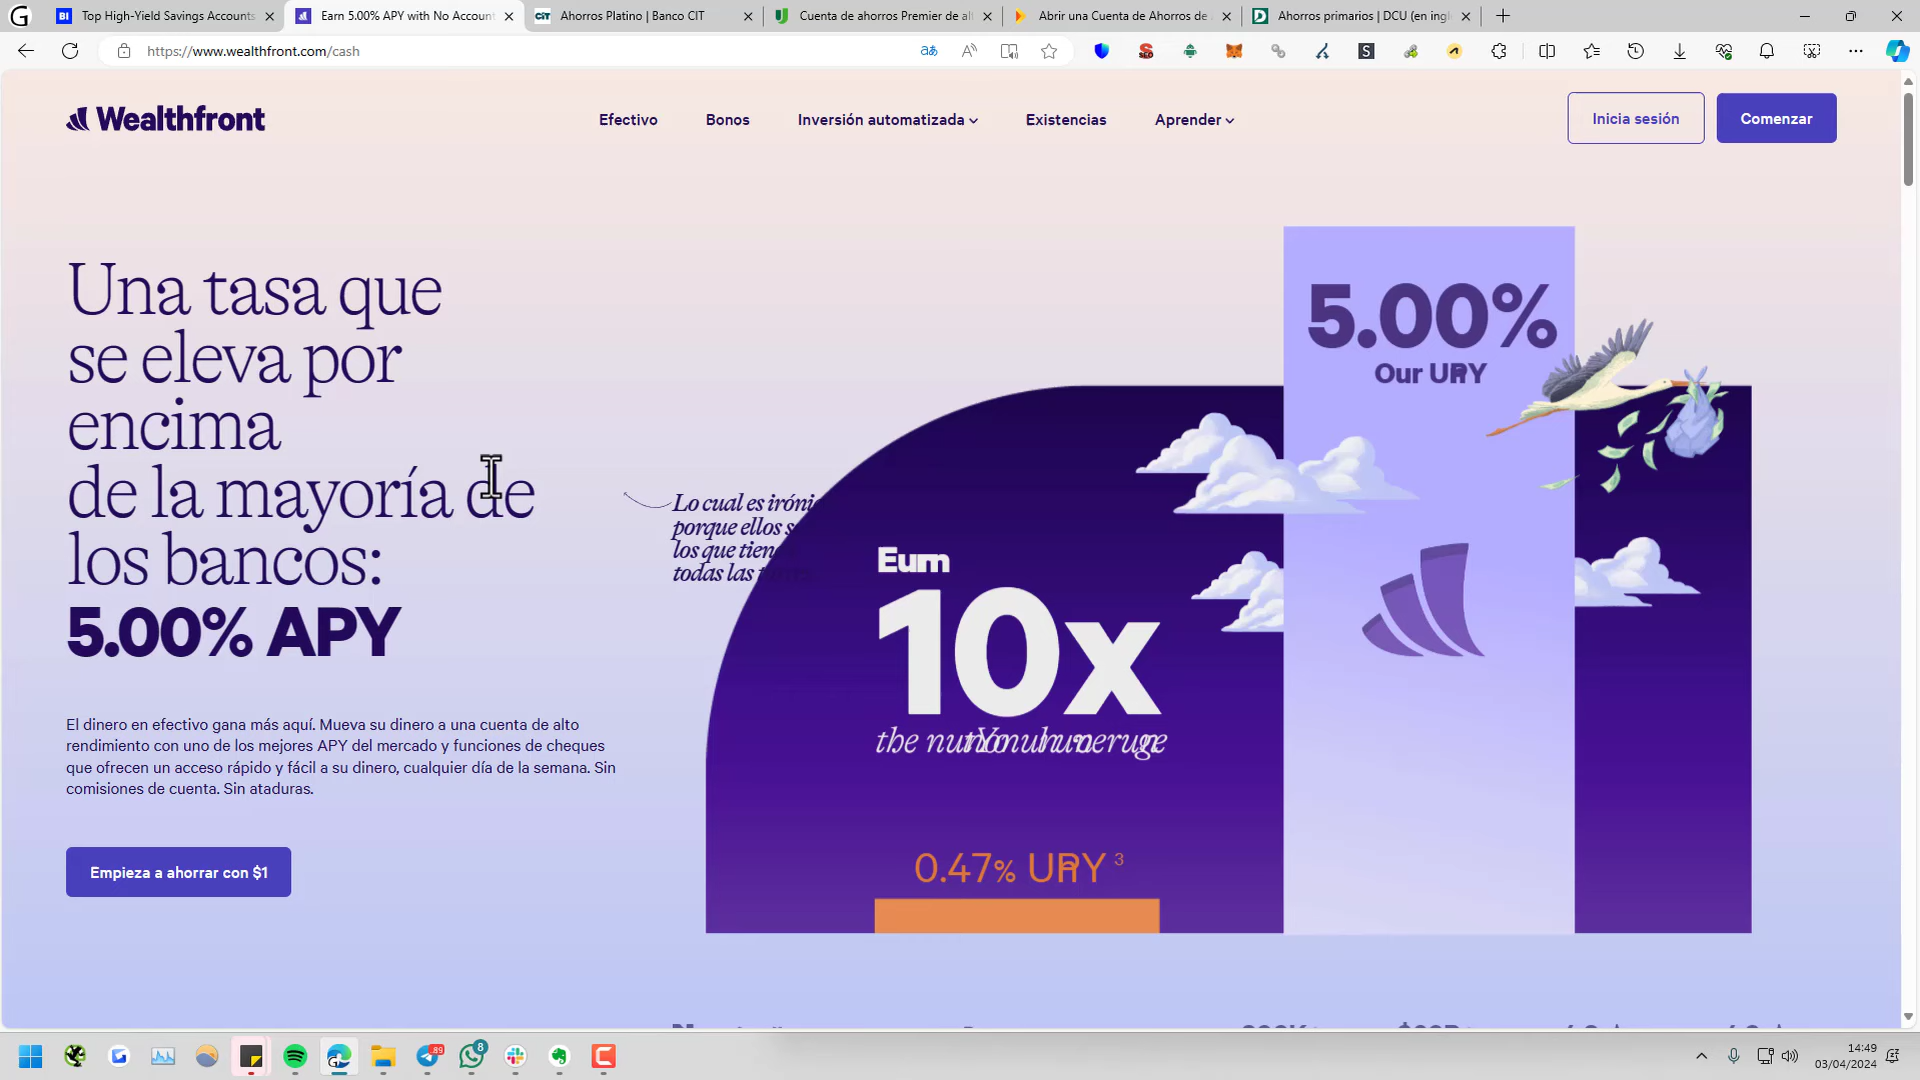 Top High-Yield Savings Accounts
Earn 5.00% APY with No Account
Ahorros Platino | Banco CIT
Cuenta de ahorros Premier de al
Abrir una Cuenta de Ahorros de
Ahorros primarios | DCU (en ingl
https://www.wealthfront.com/cash
Wealthfront
Efectivo
Bonos
Inversión automatizada
Existencias
Aprender
Inicia sesión
Comenzar
Una tasa que
se eleva por
encima
de la mayoría de
los bancos:
5.00% APY
Lo cual es iróni
porque ellos s
los que tien
todas las
5.00%
Our
10x
the
0.47%
3
El dinero en efectivo gana más aquí. Mueva su dinero a una cuenta de alto
rendimiento con uno de los mejores APY del mercado y funciones de cheques
que ofrecen un acceso rápido y fácil a su dinero, cualquier día de la semana. Sin
comisiones de cuenta. Sin ataduras.
Empieza a ahorrar con $1
89
8
14:49
03/04/2024